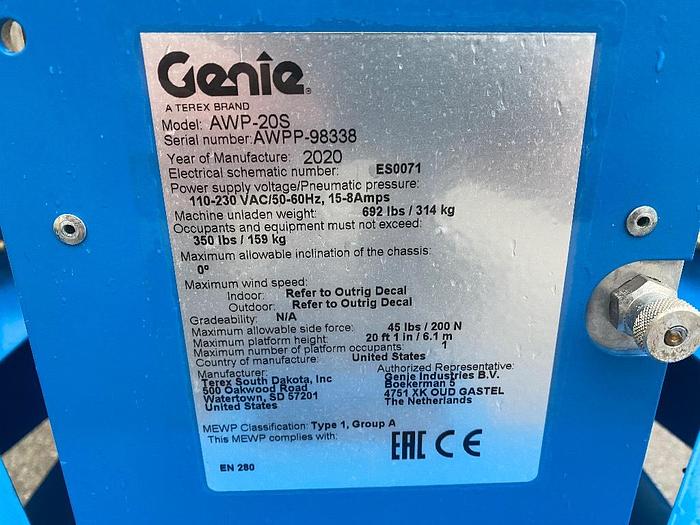 Genie®
A TEREX BRAND
Model: AWP-20S
Serial number: AWPP-98338
Year of Manufacture: 2020
Electrical schematic number: ES0071
Power supply voltage/Pneumatic pressure:
110-230 VAC/50-60Hz, 15-8Amps
Machine unladen weight: 692 lbs / 314 kg
Occupants and equipment must not exceed:
350 lbs / 159 kg
Maximum allowable inclination of the chassis:
0º
Maximum wind speed:
Indoor: Refer to Outrig Decal
Outdoor: Refer to Outrig Decal
Gradeability: N/A
Maximum allowable side force: 45 lbs / 200 N
Maximum platform height: 20 ft 1 in / 6.1 m
Maximum number of platform occupants: 1
Country of manufacture: United States
Manufacturer:
Terex South Dakota, Inc
500 Oakwood Road
Watertown, SD 57201
United States
Authorized Representative:
Genie Industries B.V.
Boekerman 5
4751 XK OUD GASTEL
The Netherlands
MEWP Classification: Type 1, Group A
This MEWP complies with:
EAC CE
EN 280